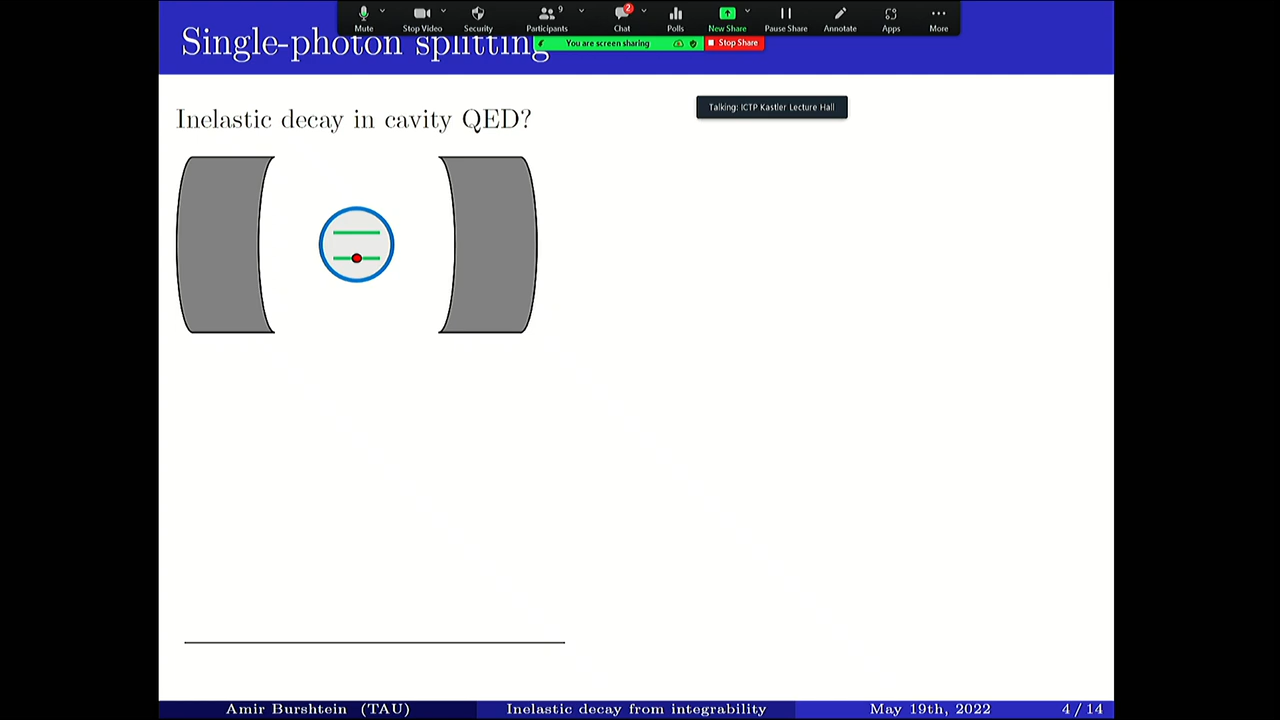 Mute
Stop Video
Security
Participants
9
Chat
2
Polls
New Share
Pause Share
Annotate
Apps
More
You are screen sharing
Stop Share
Single-photon splitting
Talking: ICTP Kastler Lecture Hall
Inelastic decay in cavity QED?
Amir Burshtein (TAU)
Inelastic decay from integrability
May 19th, 2022
4 / 14